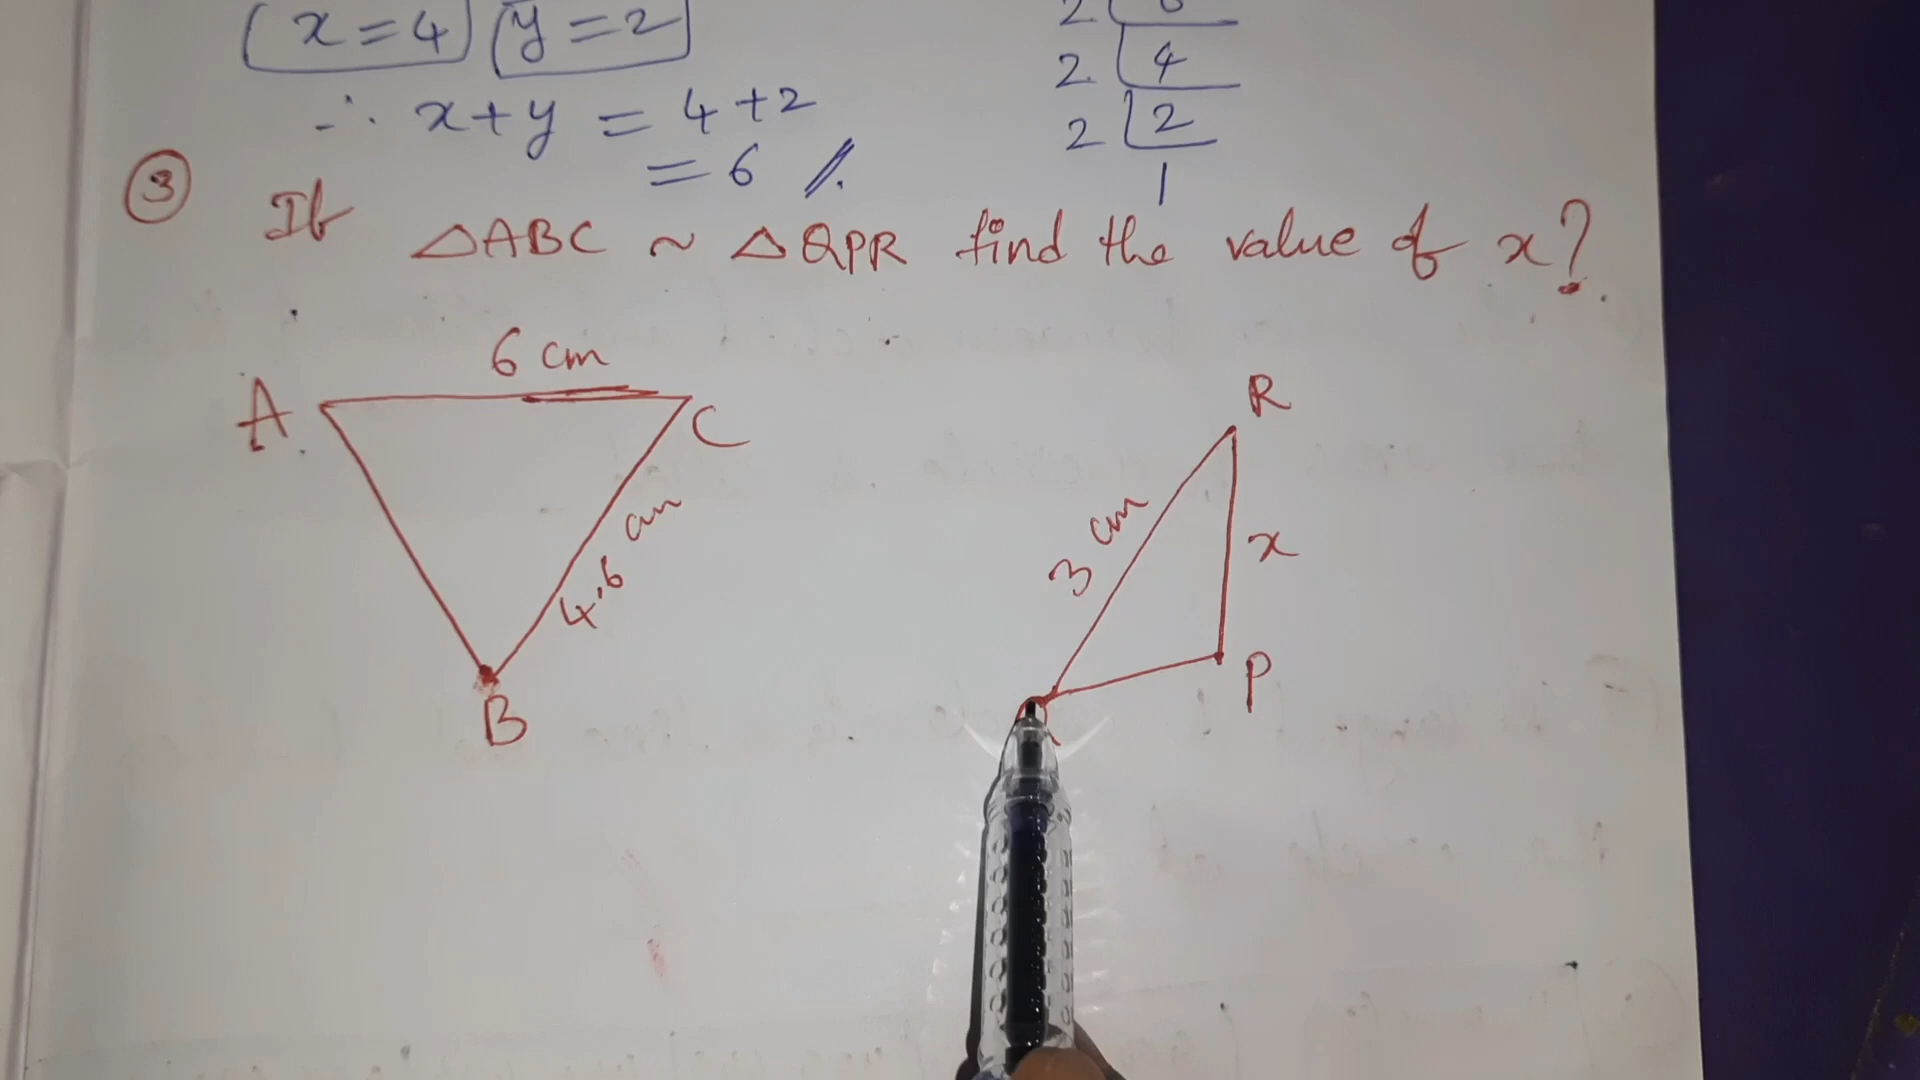 x=4 y=2
∴ x+y = 4+2
= 6 //.
2 4
2 2
1
③ If △ABC ~ △QPR find the value of x?
6 cm
A
C
4.6 cm
B
R
3 cm
x
P